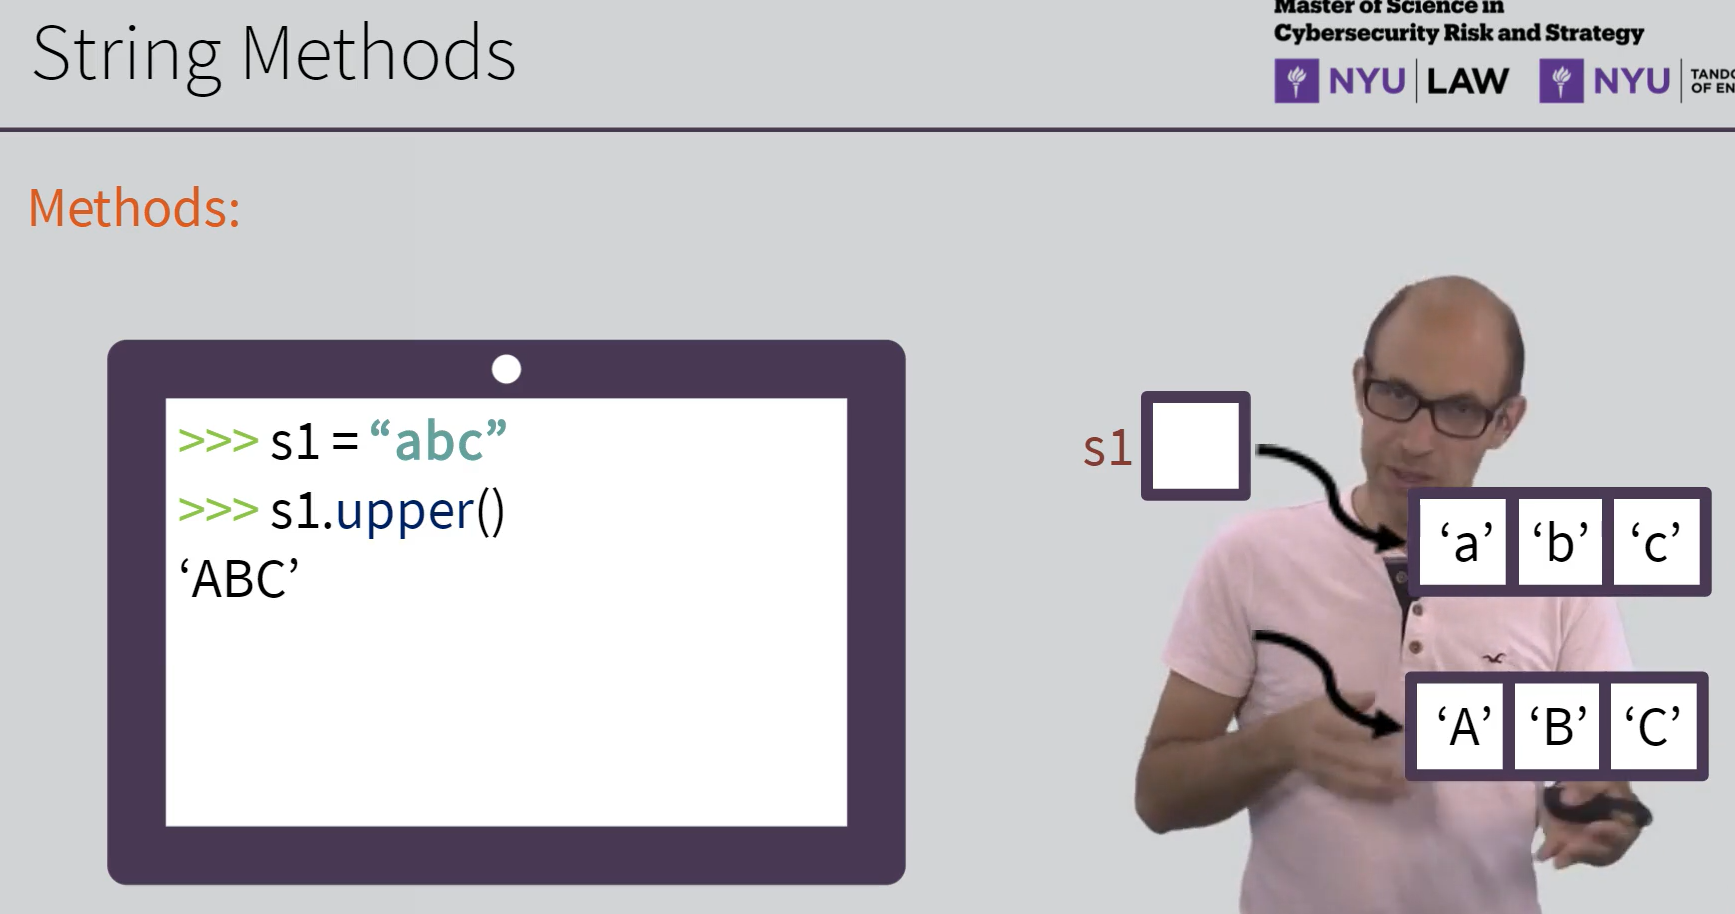 String Methods
Master of Science in
Cybersecurity Risk and Strategy
NYU LAW NYU
OF EN
Methods:
>>> s1 = “abc”
>>> s1.upper()
‘ABC’
s1
‘a’ ‘b’ ‘c’
‘A’ ‘B’ ‘C’